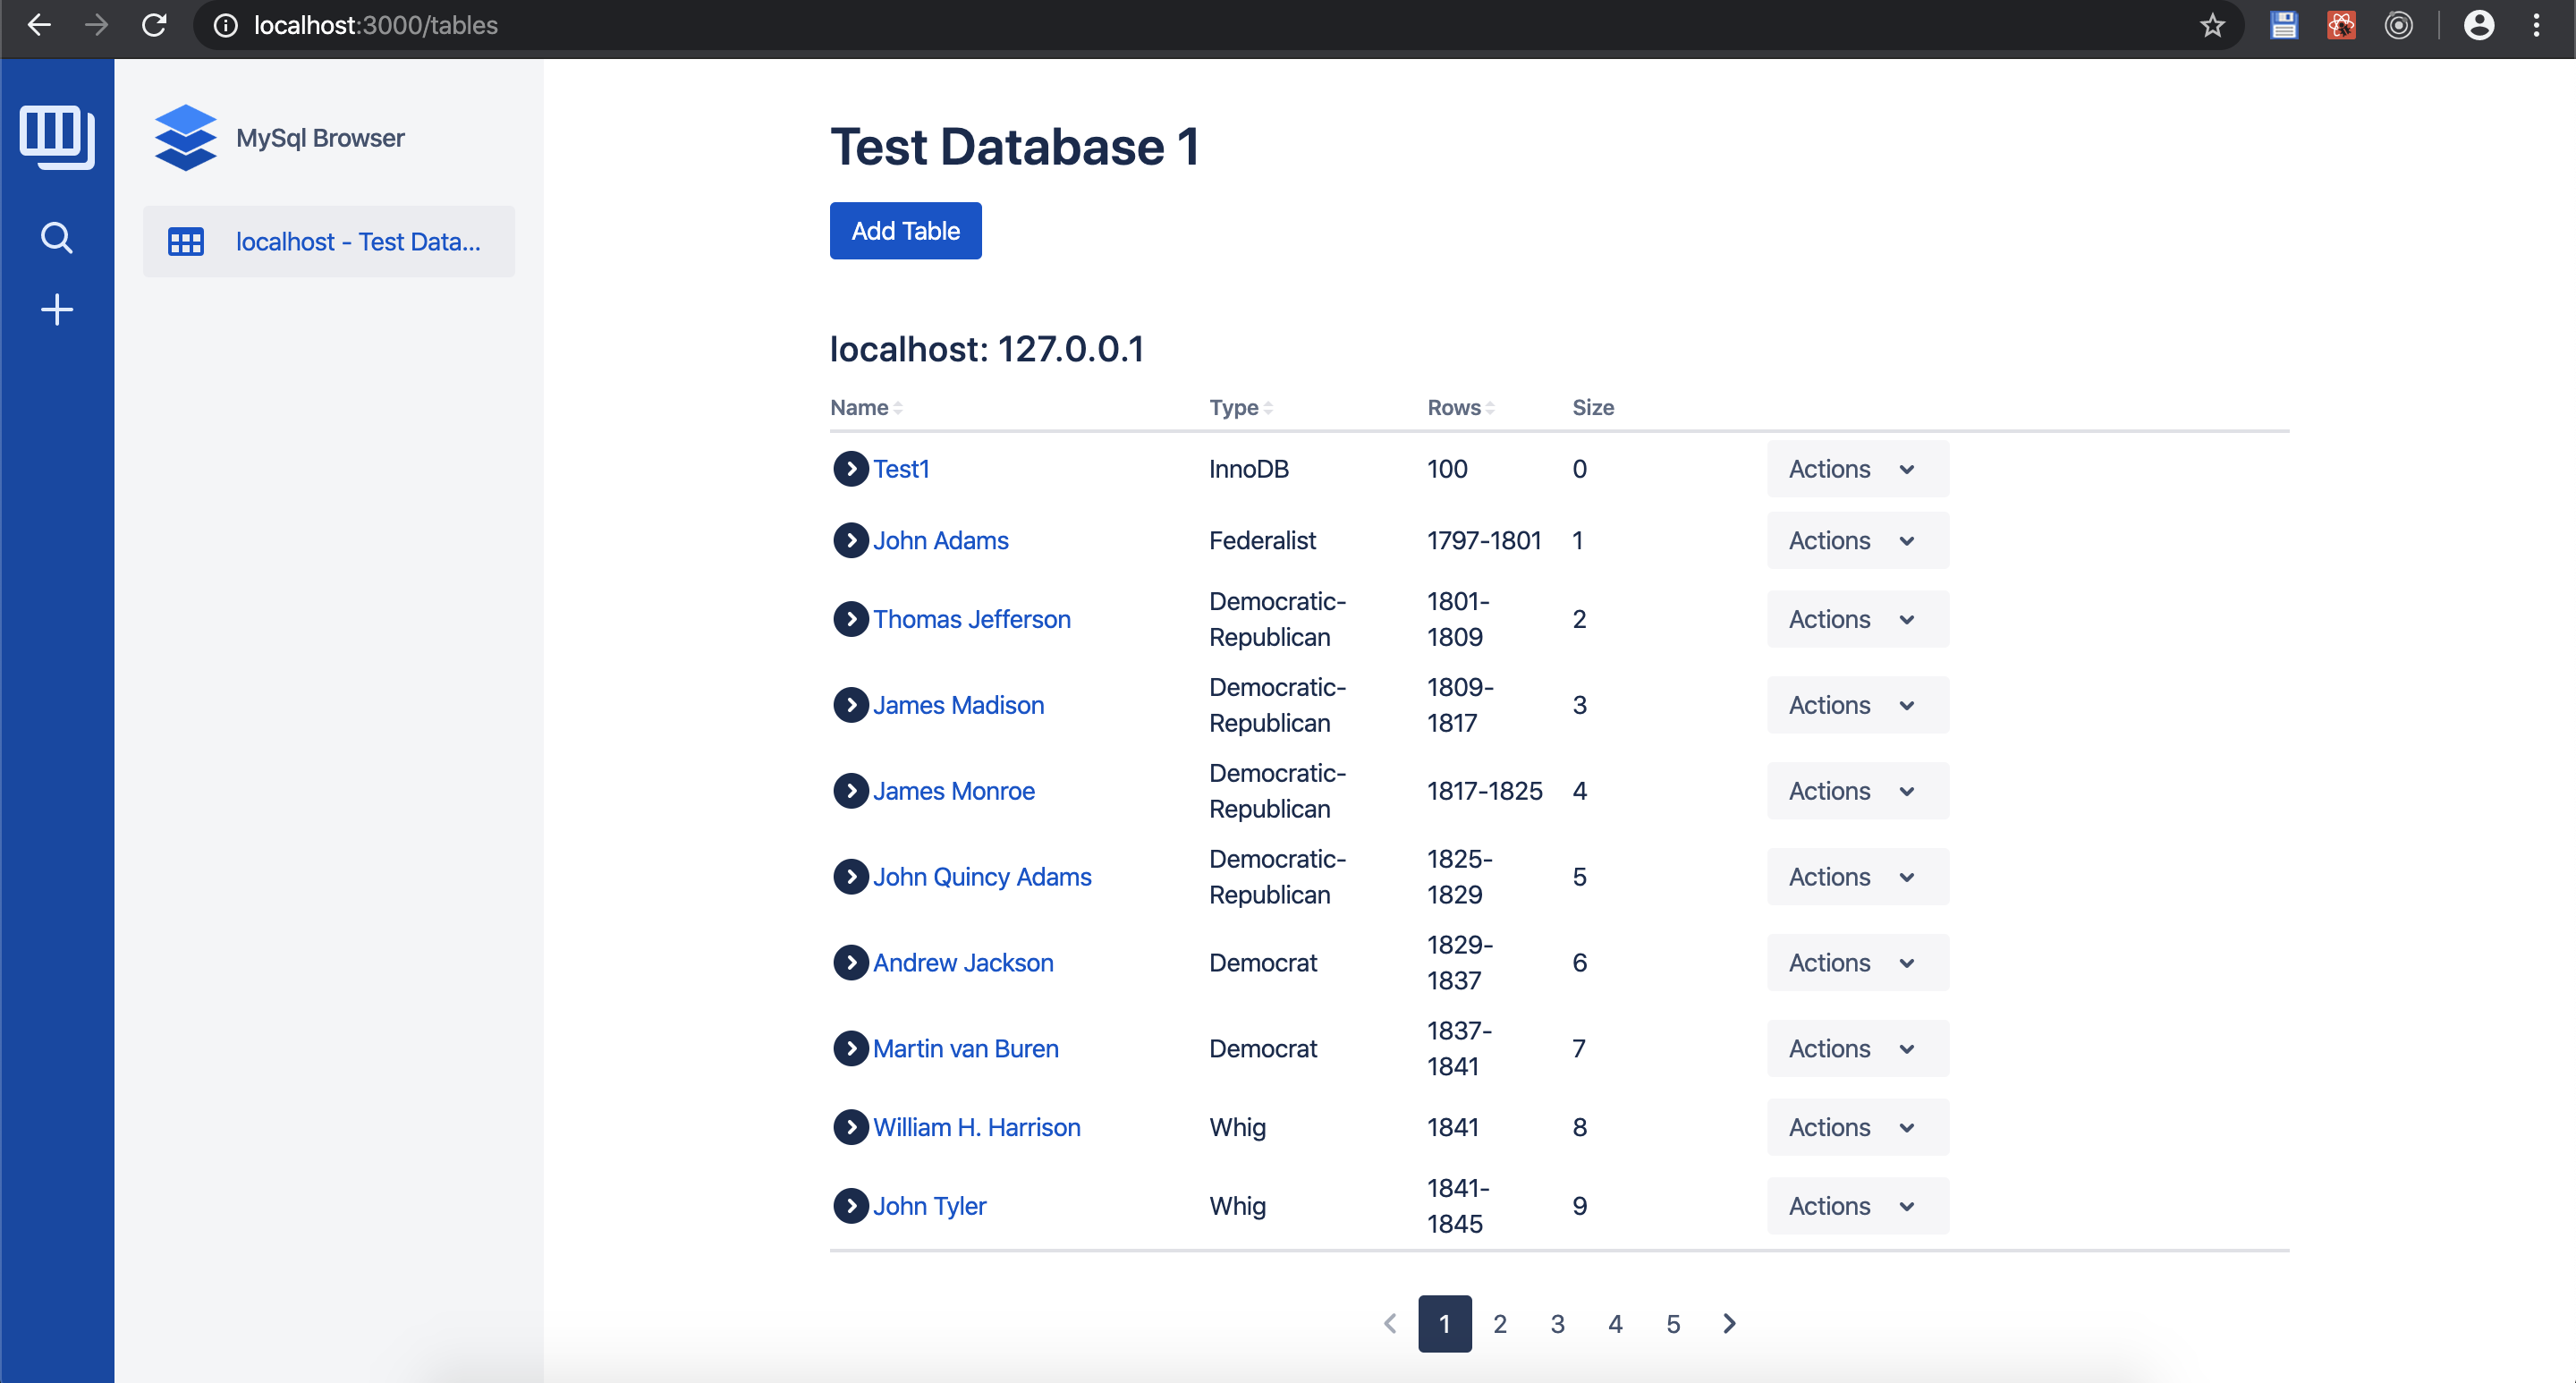 localhost:3000/tables
MySql Browser
localhost - Test Data...
Test Database 1
Add Table
localhost: 127.0.0.1
Name Type Rows Size
Test1 InnoDB 100 0 Actions
John Adams Federalist 1797-1801 1 Actions
Thomas Jefferson Democratic-
Republican 1801-
1809 2 Actions
James Madison Democratic-
Republican 1809-
1817 3 Actions
James Monroe Democratic-
Republican 1817-1825 4 Actions
John Quincy Adams Democratic-
Republican 1825-
1829 5 Actions
Andrew Jackson Democrat 1829-
1837 6 Actions
Martin van Buren Democrat 1837-
1841 7 Actions
William H. Harrison Whig 1841 8 Actions
John Tyler Whig 1841-
1845 9 Actions
1 2 3 4 5